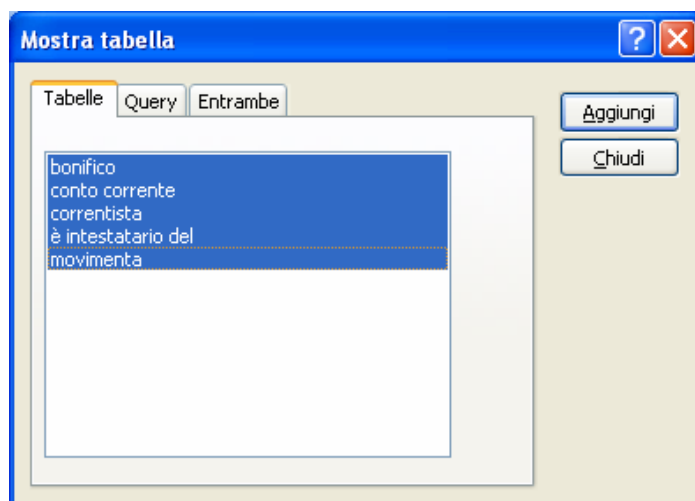 Mostra tabella
Tabelle Query Entrambe
Aggiungi
Chiudi
bonifico
conto corrente
correntista
è intestatario del
movimenta